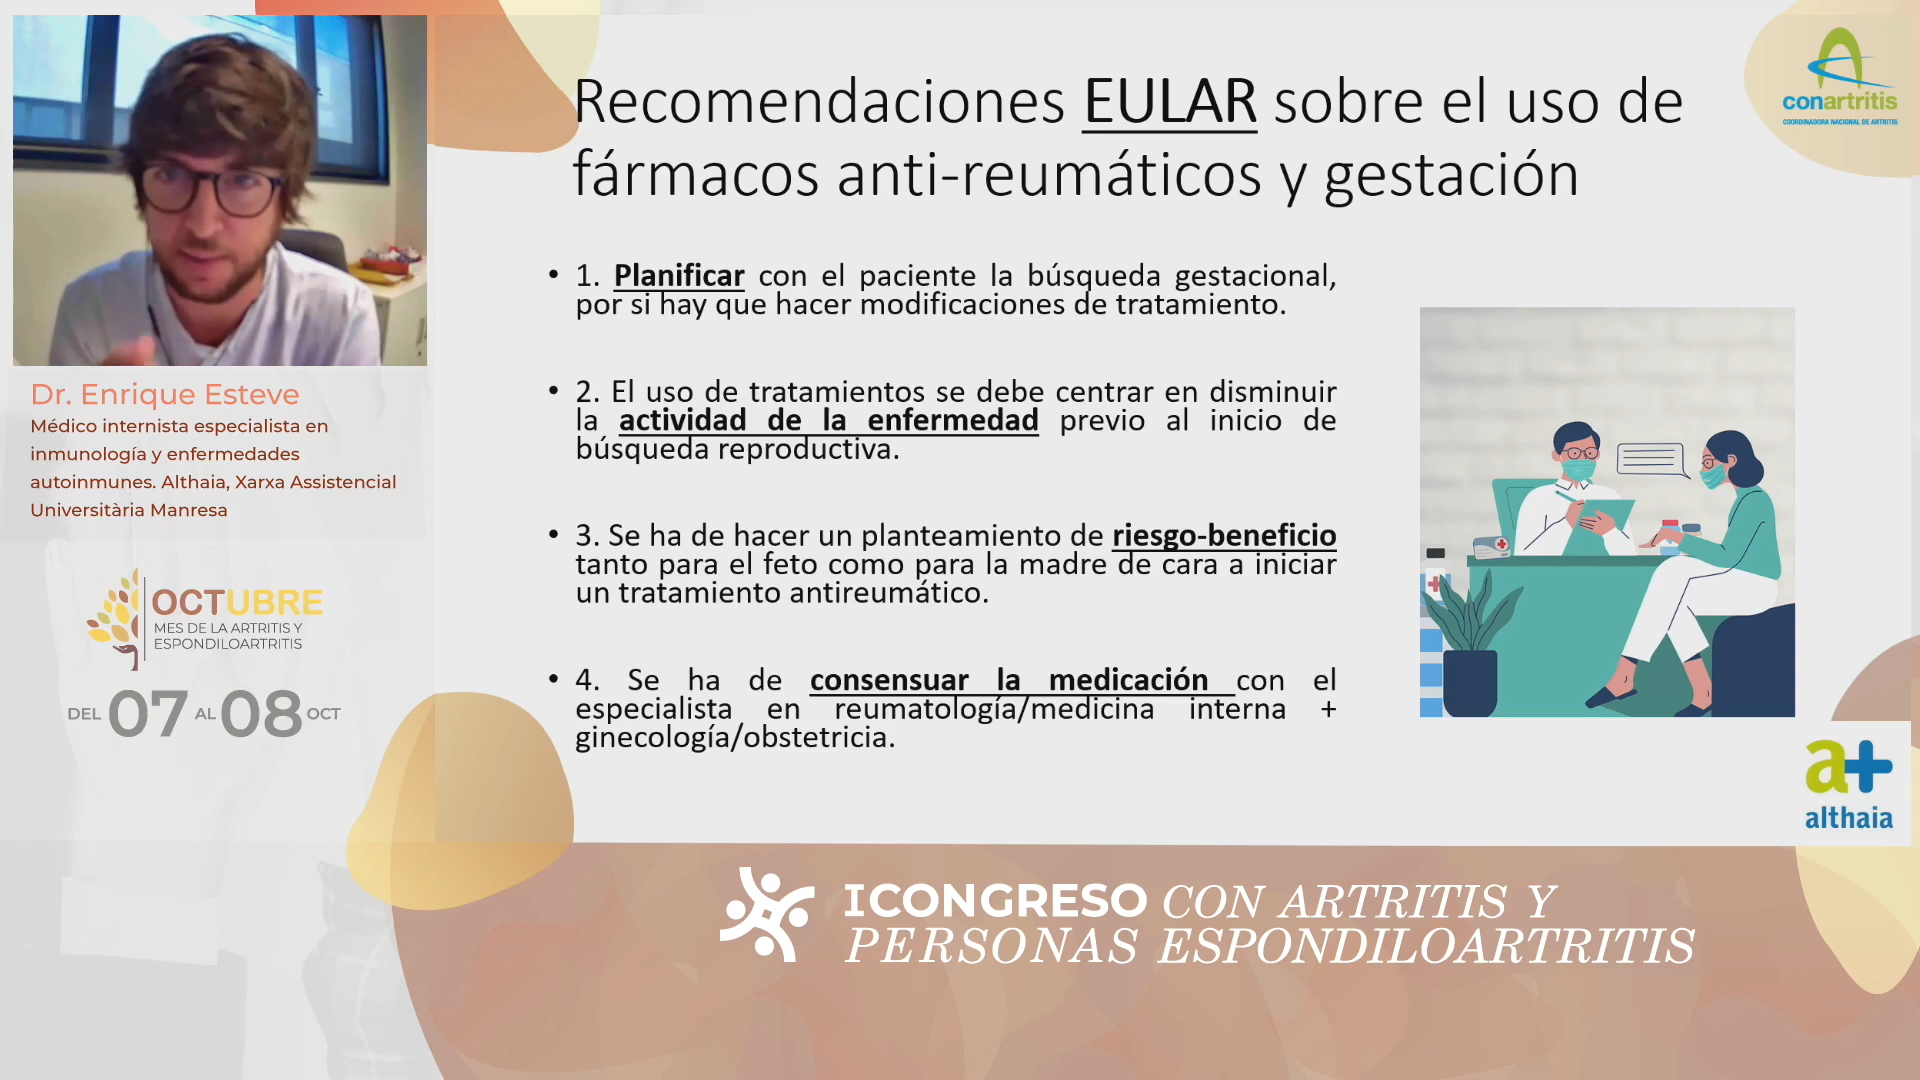 Recomendaciones EULAR sobre el uso de
fármacos anti-reumáticos y gestación
• 1. Planificar con el paciente la búsqueda gestacional,
por si hay que hacer modificaciones de tratamiento.
• 2. El uso de tratamientos se debe centrar en disminuir
la actividad de la enfermedad previo al inicio de
búsqueda reproductiva.
• 3. Se ha de hacer un planteamiento de riesgo-beneficio
tanto para el feto como para la madre de cara a iniciar
un tratamiento antireumático.
• 4. Se ha de consensuar la medicación con el
especialista en reumatología/medicina interna +
ginecología/obstetricia.
conartritis
COORDINADORA NACIONAL DE ARTRITIS
Dr. Enrique Esteve
Médico internista especialista en
inmunología y enfermedades
autoinmunes. Althaia, Xarxa Assistencial
Universitària Manresa
OCTUBRE
MES DE LA ARTRITIS Y
ESPONDILOARTRITIS
DEL 07 AL 08 OCT
a+
althaia
I CONGRESO CON ARTRITIS Y
PERSONAS ESPONDILOARTRITIS